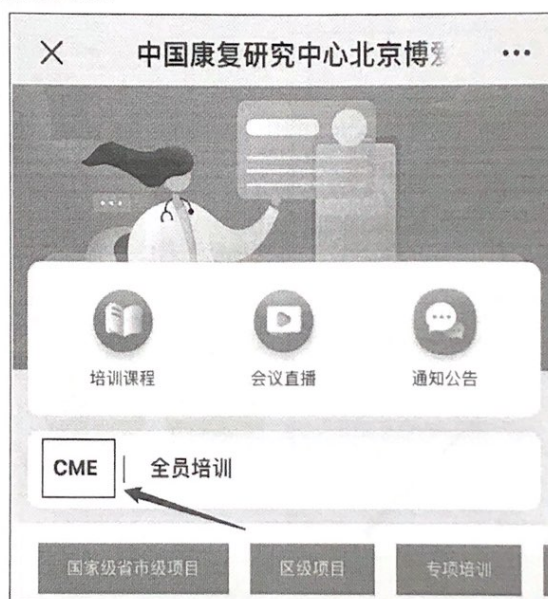 中国康复研究中心北京博爱
培训课程
会议直播
通知公告
CME | 全员培训
国家级省市级项目
区级项目
专项培训